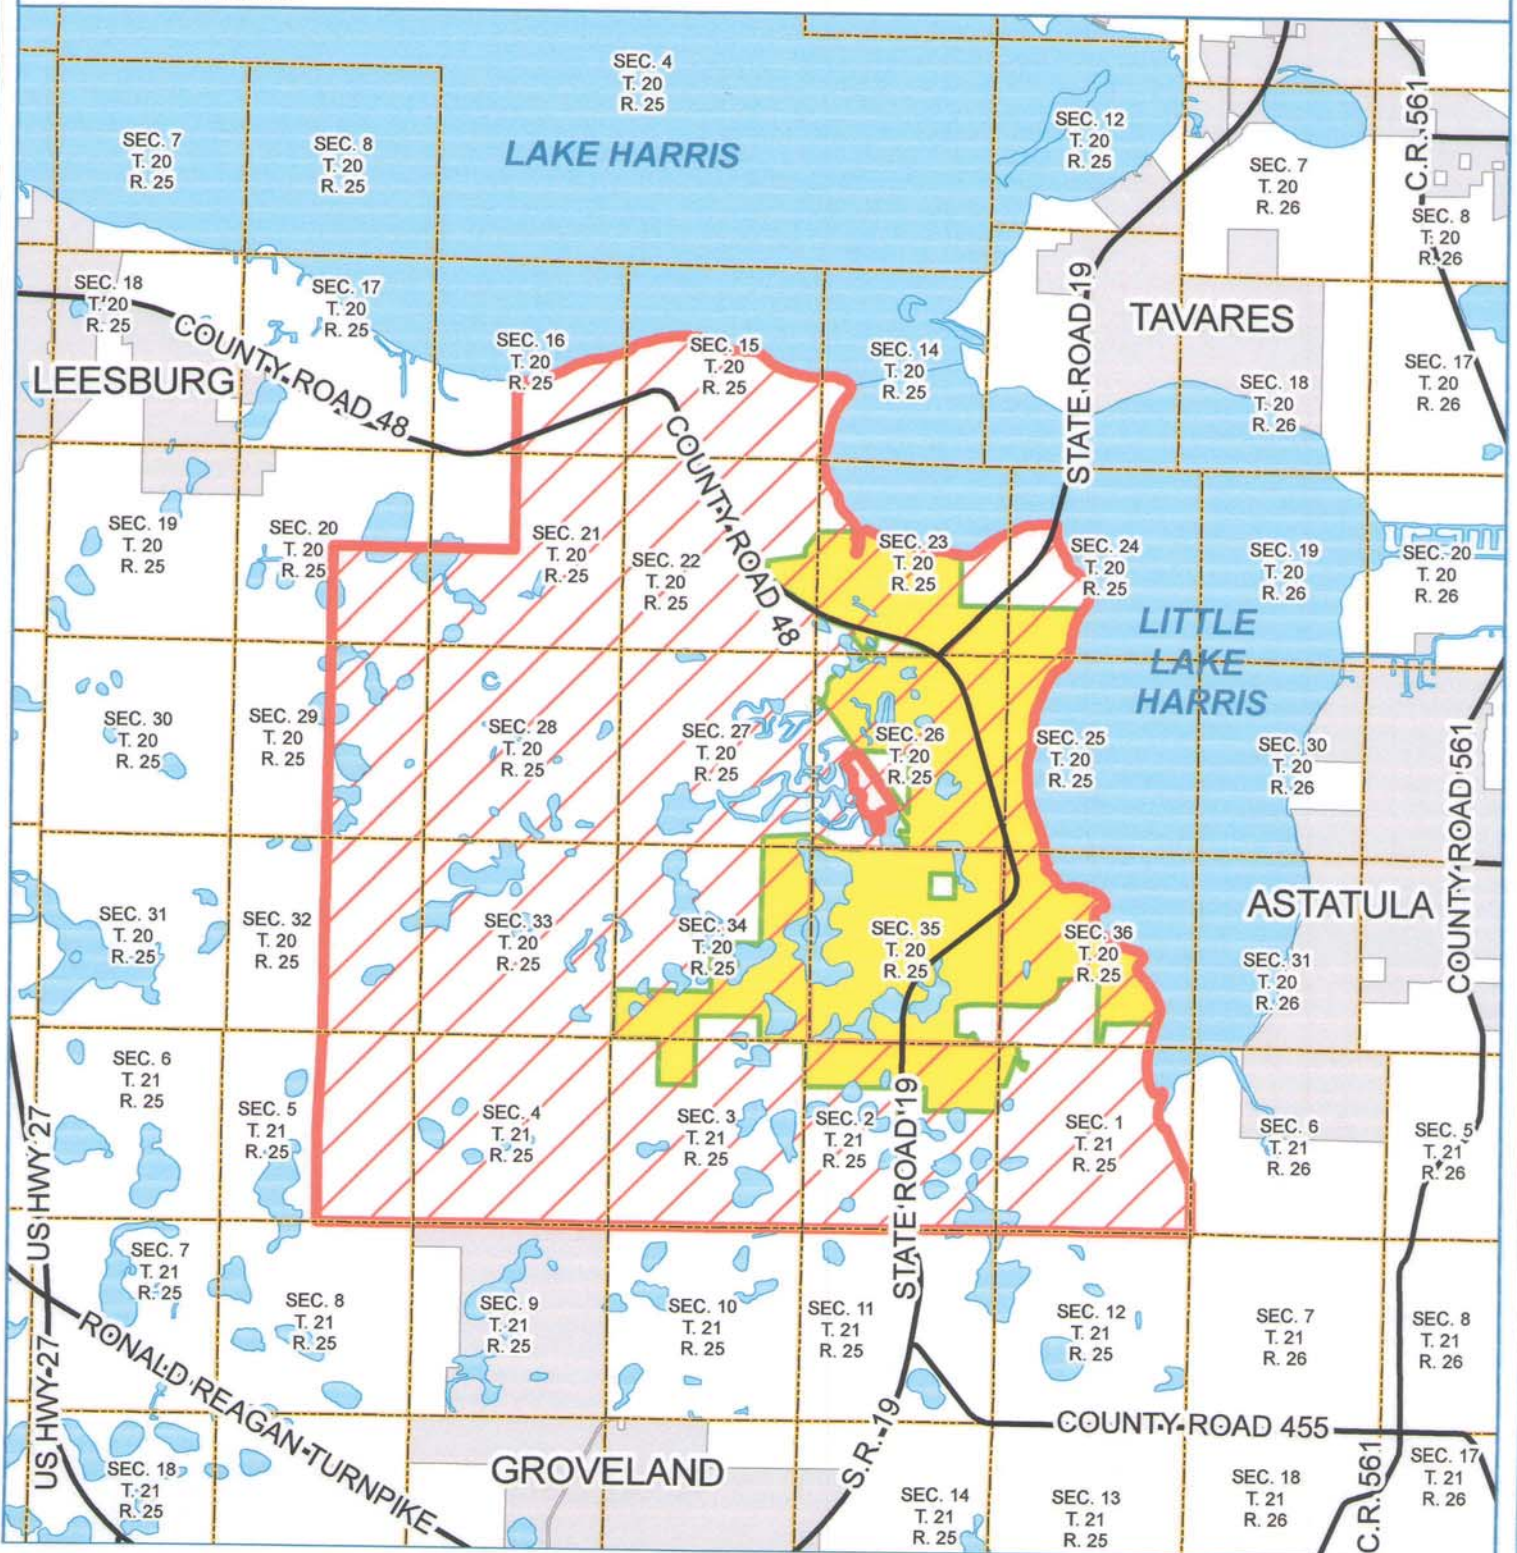 SEC. 4
T. 20
R. 25
SEC. 7
T. 20
R. 25
SEC. 8
T. 20
R. 25
LAKE HARRIS
SEC. 12
T. 20
R. 25
SEC. 7
T. 20
R. 26
C.R. 561
SEC. 8
T. 20
R. 26
SEC. 18
T. 20
R. 25
SEC. 17
T. 20
R. 25
COUNTY ROAD 48
LEESBURG
SEC. 16
T. 20
R. 25
SEC. 15
T. 20
R. 25
SEC. 14
T. 20
R. 25
STATE ROAD 19
TAVARES
SEC. 18
T. 20
R. 26
SEC. 17
T. 20
R. 26
SEC. 19
T. 20
R. 25
SEC. 20
T. 20
R. 25
SEC. 21
T. 20
R. 25
SEC. 22
T. 20
R. 25
COUNTY ROAD 48
SEC. 23
T. 20
R. 25
SEC. 24
T. 20
R. 25
SEC. 19
T. 20
R. 26
SEC. 20
T. 20
R. 26
LITTLE
LAKE
HARRIS
SEC. 30
T. 20
R. 25
SEC. 29
T. 20
R. 25
SEC. 28
T. 20
R. 25
SEC. 27
T. 20
R. 25
SEC. 26
T. 20
R. 25
SEC. 25
T. 20
R. 25
SEC. 30
T. 20
R. 26
COUNTY ROAD 561
SEC. 31
T. 20
R. 25
SEC. 32
T. 20
R. 25
SEC. 33
T. 20
R. 25
SEC. 34
T. 20
R. 25
SEC. 35
T. 20
R. 25
SEC. 36
T. 20
R. 25
ASTATULA
SEC. 31
T. 20
R. 26
SEC. 6
T. 21
R. 25
SEC. 5
T. 21
R. 25
SEC. 4
T. 21
R. 25
SEC. 3
T. 21
R. 25
SEC. 2
T. 21
R. 25
STATE ROAD 19
SEC. 1
T. 21
R. 25
SEC. 6
T. 21
R. 26
SEC. 5
T. 21
R. 26
US HWY 27
SEC. 7
T. 21
R. 25
SEC. 8
T. 21
R. 25
SEC. 9
T. 21
R. 25
SEC. 10
T. 21
R. 25
SEC. 11
T. 21
R. 25
SEC. 12
T. 21
R. 25
SEC. 7
T. 21
R. 26
SEC. 8
T. 21
R. 26
US HWY 27
RONALD REAGAN TURNPIKE
COUNTY ROAD 455
SEC. 18
T. 21
R. 25
GROVELAND
S.R. 19
SEC. 14
T. 21
R. 25
SEC. 13
T. 21
R. 25
SEC. 18
T. 21
R. 26
C.R. 561
SEC. 17
T. 21
R. 26